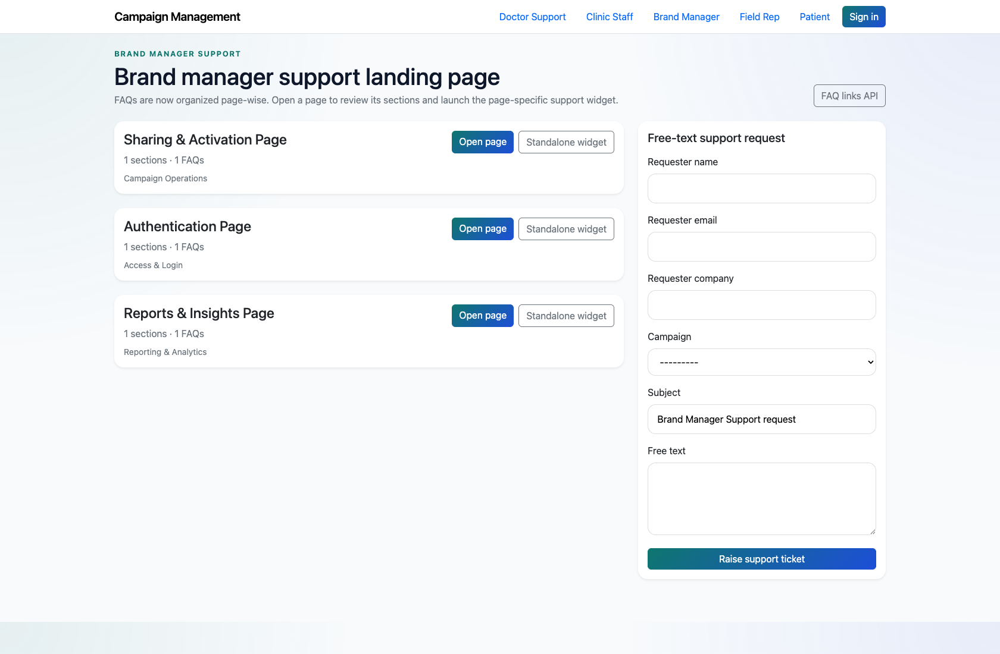 Campaign Management
Doctor Support
Clinic Staff
Brand Manager
Field Rep
Patient
Sign in
BRAND MANAGER SUPPORT
Brand manager support landing page
FAQs are now organized page-wise. Open a page to review its sections and launch the page-specific support widget.
FAQ links API
Sharing & Activation Page
Open page
Standalone widget
1 sections · 1 FAQs
Campaign Operations
Authentication Page
Open page
Standalone widget
1 sections · 1 FAQs
Access & Login
Reports & Insights Page
Open page
Standalone widget
1 sections · 1 FAQs
Reporting & Analytics
Free-text support request
Requester name
Requester email
Requester company
Campaign
---------
Subject
Brand Manager Support request
Free text
Raise support ticket